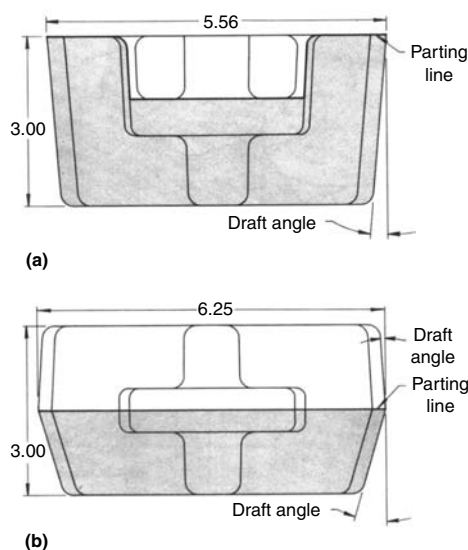 5.56
Parting
line
3.00
Draft angle
(a)
6.25
Draft
angle
Parting
line
3.00
Draft angle
(b)